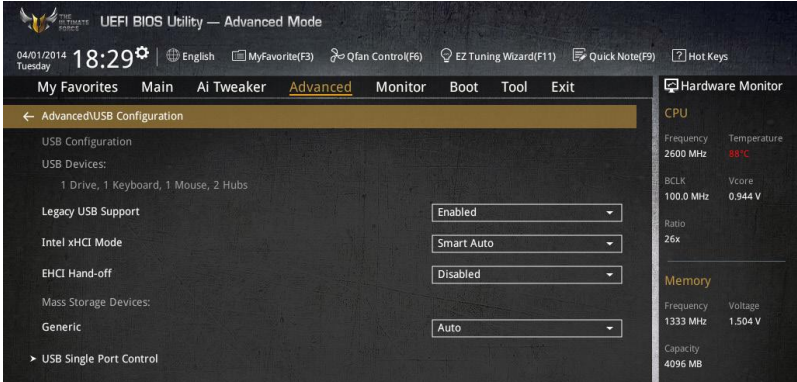 THE ULTIMATE FORCE
UEFI BIOS Utility — Advanced Mode
04/01/2014
Tuesday
18:29
English
MyFavorite(F3)
Qfan Control(F6)
EZ Tuning Wizard(F11)
Quick Note(F9)
? Hot Keys
My Favorites Main Ai Tweaker Advanced Monitor Boot Tool Exit
← Advanced\USB Configuration
USB Configuration
USB Devices:
1 Drive, 1 Keyboard, 1 Mouse, 2 Hubs
Legacy USB Support Enabled
Intel xHCI Mode Smart Auto
EHCI Hand-off Disabled
Mass Storage Devices:
Generic Auto
USB Single Port Control
Hardware Monitor
CPU
Frequency Temperature
2600 MHz 88°C
BCLK Vcore
100.0 MHz 0.944 V
Ratio
26x
Memory
Frequency Voltage
1333 MHz 1.504 V
Capacity
4096 MB